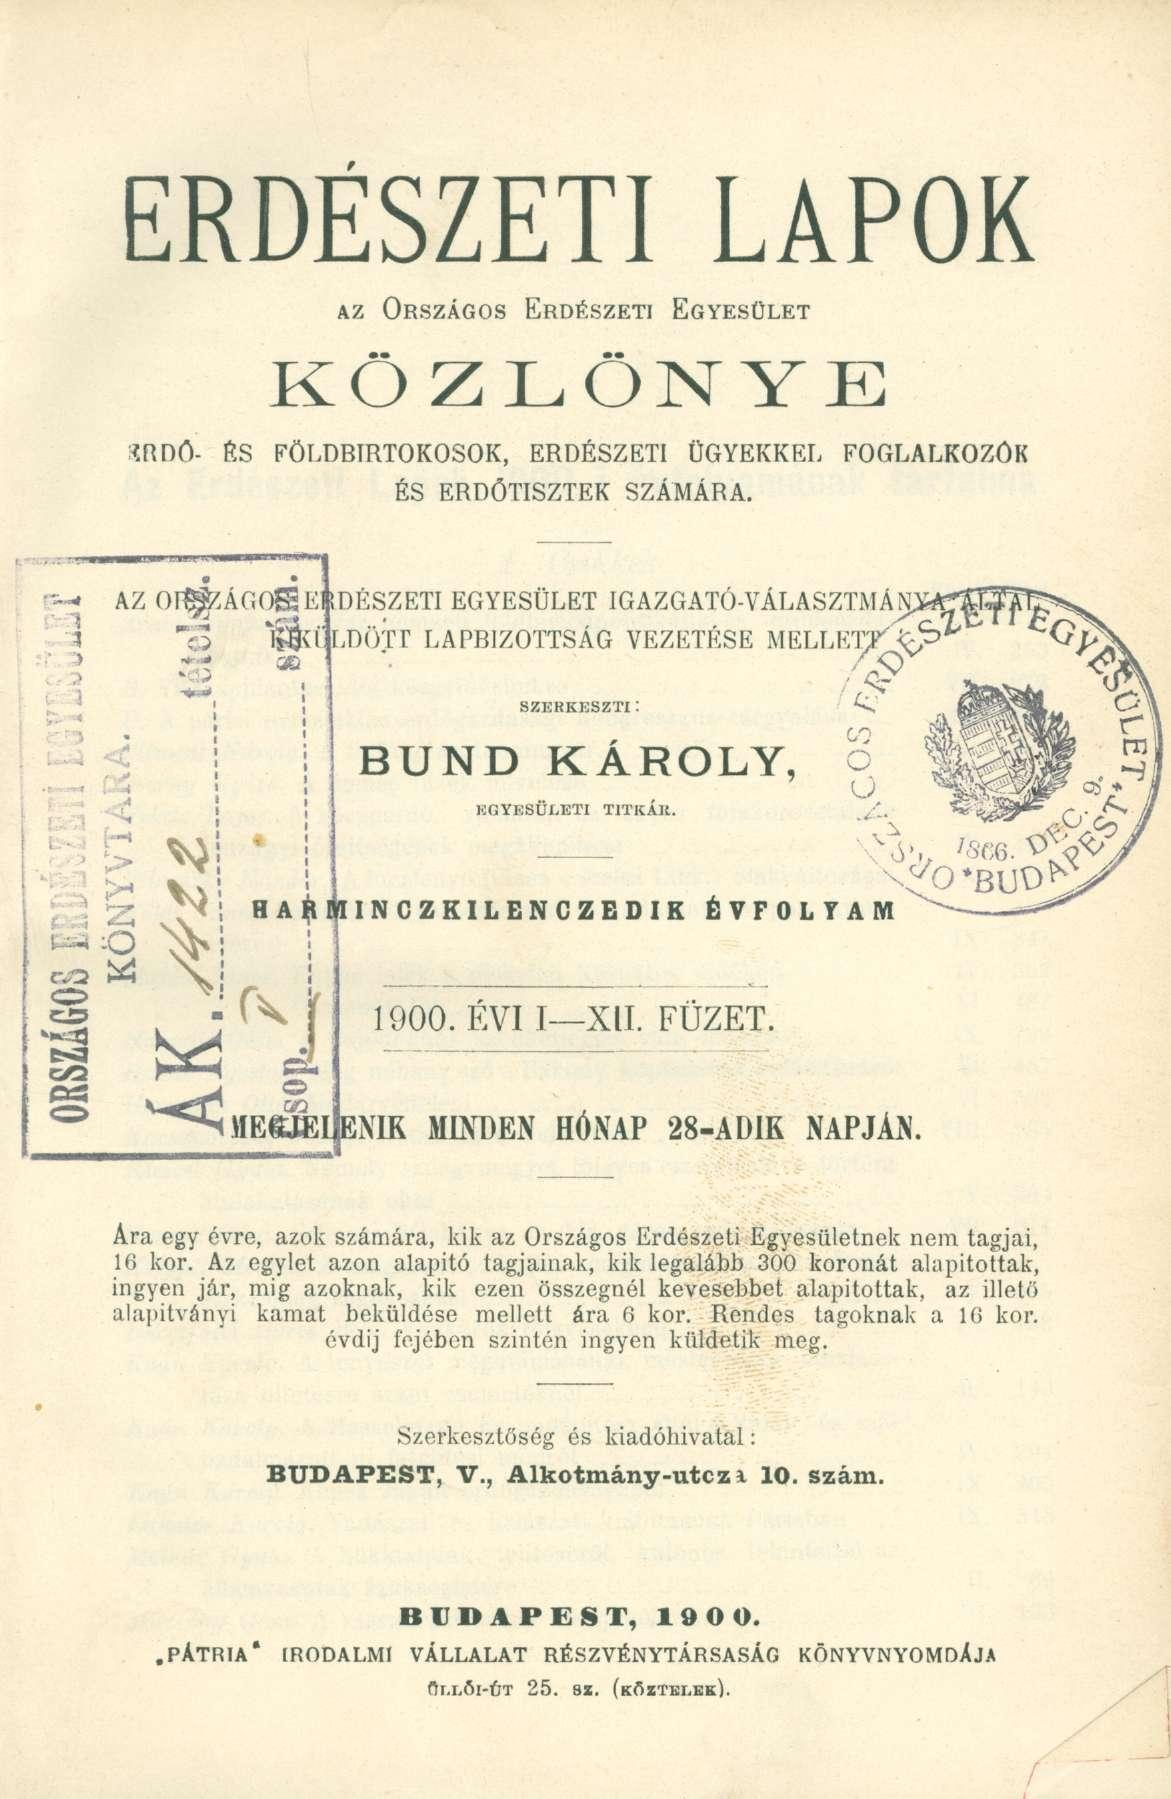 ERDÉSZETI LAPOK
AZ ORSZÁGOS ERDÉSZETI EGYESÜLET
KÖZLÖNYE
ERDŐ- ÉS FÖLDBIRTOKOSOK, ERDÉSZETI ÜGYEKKEL FOGLALKOZÓK
ÉS ERDŐTISZTEK SZÁMÁRA.
AZ ORSZÁGOS ERDÉSZETI EGYESÜLET IGAZGATÓ-VÁLASZTMÁNYA ÁLTAL
KIKÜLDÖTT LAPBIZOTTSÁG VEZETÉSE MELLETT
SZERKESZTI:
BUND KÁROLY,
EGYESÜLETI TITKÁR.
HARMINCZKILENCZEDIK ÉVFOLYAM
1900. ÉVI I—XII. FÜZET.
MEGJELENIK MINDEN HÓNAP 28-ADIK NAPJÁN.
Ára egy évre, azok számára, kik az Országos Erdészeti Egyesületnek nem tagjai,
16 kor. Az egylet azon alapitó tagjainak, kik legalább 300 koronát alapitottak,
ingyen jár, mig azoknak, kik ezen összegnél kevesebbet alapitottak, az illető
alapitványi kamat beküldése mellett ára 6 kor. Rendes tagoknak a 16 kor.
évdij fejében szintén ingyen küldetik meg.
Szerkesztőség és kiadóhivatal:
BUDAPEST, V., Alkotmány-utcza 10. szám.
BUDAPEST, 1900.
„PÁTRIA“ IRODALMI VÁLLALAT RÉSZVÉNYTÁRSASÁG KÖNYVNYOMDÁJA
ÜLLŐI-ÚT 25. SZ. (KÖZTELEK).
ORSZÁGOS ERDÉSZETI EGYESÜLET
KÖNYVTÁRA.
ÁK. 1422 tételsz.
V csop. szám.
ORSZÁGOS ERDÉSZETI EGYESÜLET
1866. DEC. 9.
*BUDAPEST*